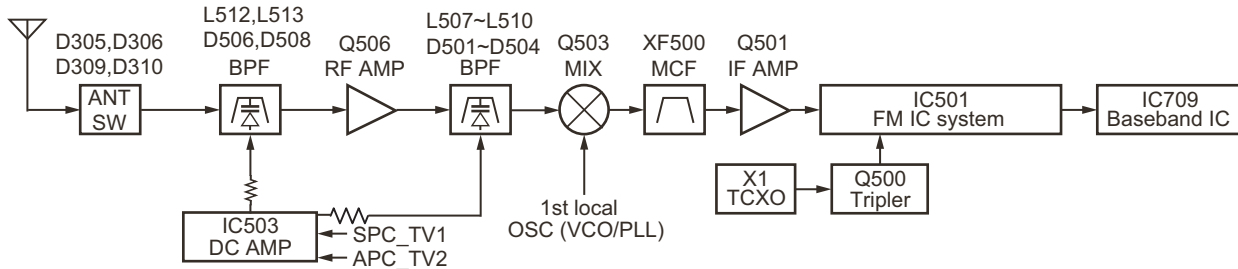 D305,D306
D309,D310
ANT
SW
L512,L513
D506,D508
BPF
Q506
RF AMP
L507~L510
D501~D504
BPF
Q503
MIX
XF500
MCF
Q501
IF AMP
IC501
FM IC system
IC709
Baseband IC
X1
TCXO
Q500
Tripler
1st local
OSC (VCO/PLL)
IC503
DC AMP
SPC_TV1
APC_TV2